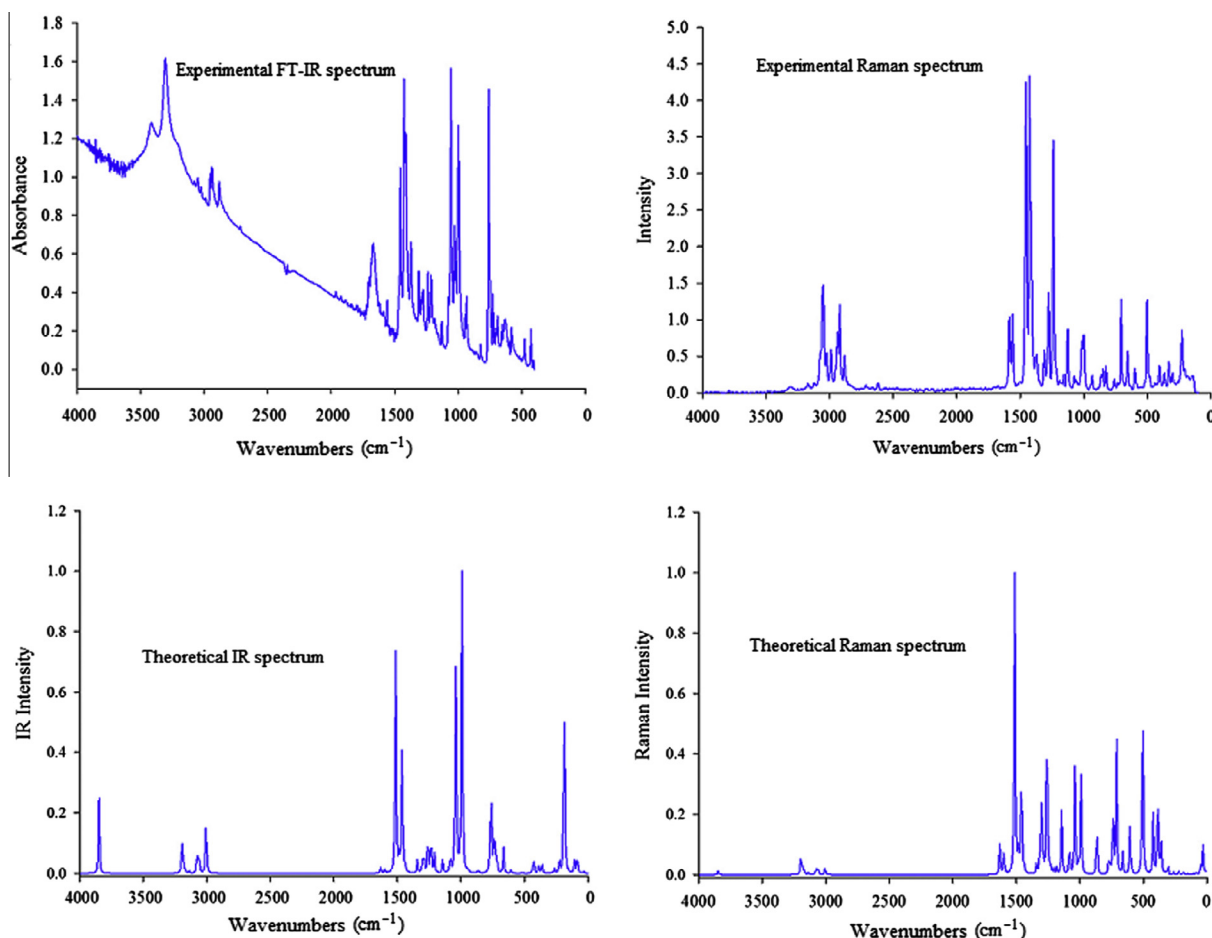 1.8
1.6
1.4
1.2
1.0
0.8
0.6
0.4
0.2
0.0
Absorbance
Experimental FT-IR spectrum
4000 3500 3000 2500 2000 1500 1000 500 0
Wavenumbers (cm⁻¹)
5.0
4.5
4.0
3.5
3.0
2.5
2.0
1.5
1.0
0.5
0.0
Intensity
Experimental Raman spectrum
4000 3500 3000 2500 2000 1500 1000 500 0
Wavenumbers (cm⁻¹)
1.2
1.0
0.8
0.6
0.4
0.2
0.0
IR Intensity
Theoretical IR spectrum
4000 3500 3000 2500 2000 1500 1000 500 0
Wavenumbers (cm⁻¹)
1.2
1.0
0.8
0.6
0.4
0.2
0.0
Raman Intensity
Theoretical Raman spectrum
4000 3500 3000 2500 2000 1500 1000 500 0
Wavenumbers (cm⁻¹)